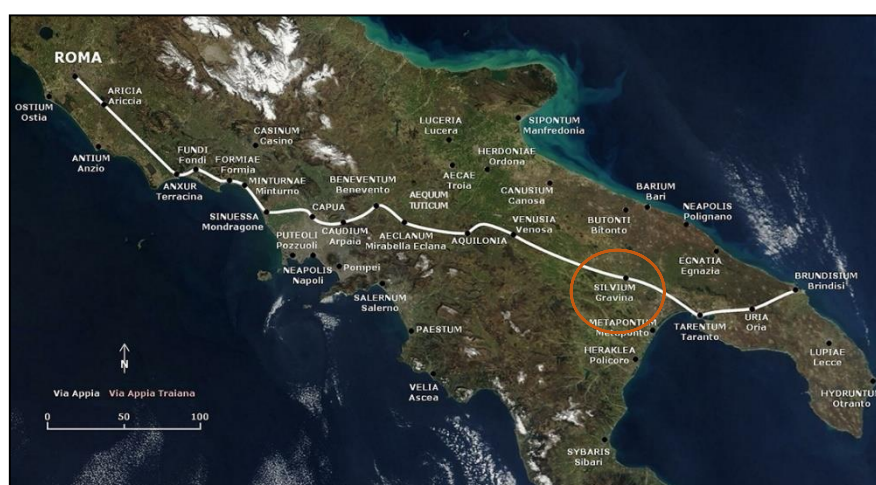 ROMA
ARICIA
Ariccia
OSTIUM
Ostia
ANTIUM
Anzio
FUNDI
Fondi
ANXUR
Terracina
FORMIAE
Formia
CASINUM
Casino
MINTURNAE
Minturno
SINUESSA
Mondragone
CAPUA
PUTEOLI
Pozzuoli
NEAPOLIS
Napoli
CAUDIUM
Arpaia
BENEVENTUM
Benevento
Pompei
SALERNUM
Salerno
AEQUUM
TUTICUM
AECLANUM
Mirabella Eclana
LUCERIA
Lucera
AECAE
Troia
HERDONIAE
Ordona
SIPONTUM
Manfredonia
CANUSIUM
Canosa
AQUILONIA
VENUSIA
Venosa
BUTONTI
Bitonto
BARIUM
Bari
NEAPOLIS
Polignano
EGNATIA
Egnazia
BRUNDISIUM
Brindisi
SILVIUM
Gravina
METAPONTUM
Metaponto
HERAKLEA
Policoro
TARENTUM
Taranto
URIA
Oria
LUPIAE
Lecce
HYDRUNTUM
Otranto
PAESTUM
VELIA
Ascea
SYBARIS
Sibari
N
Via Appia Via Appia Traiana
0 50 100